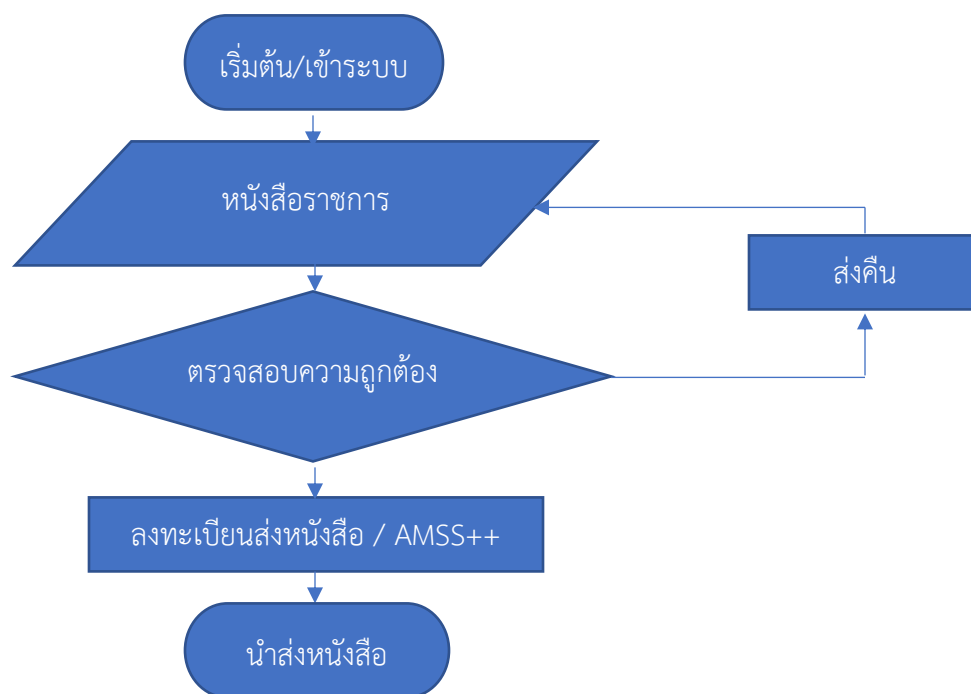 เริ่มต้น/เข้าระบบ
หนังสือราชการ
ส่งคืน
ตรวจสอบความถูกต้อง
ลงทะเบียนส่งหนังสือ / AMSS++
นำส่งหนังสือ